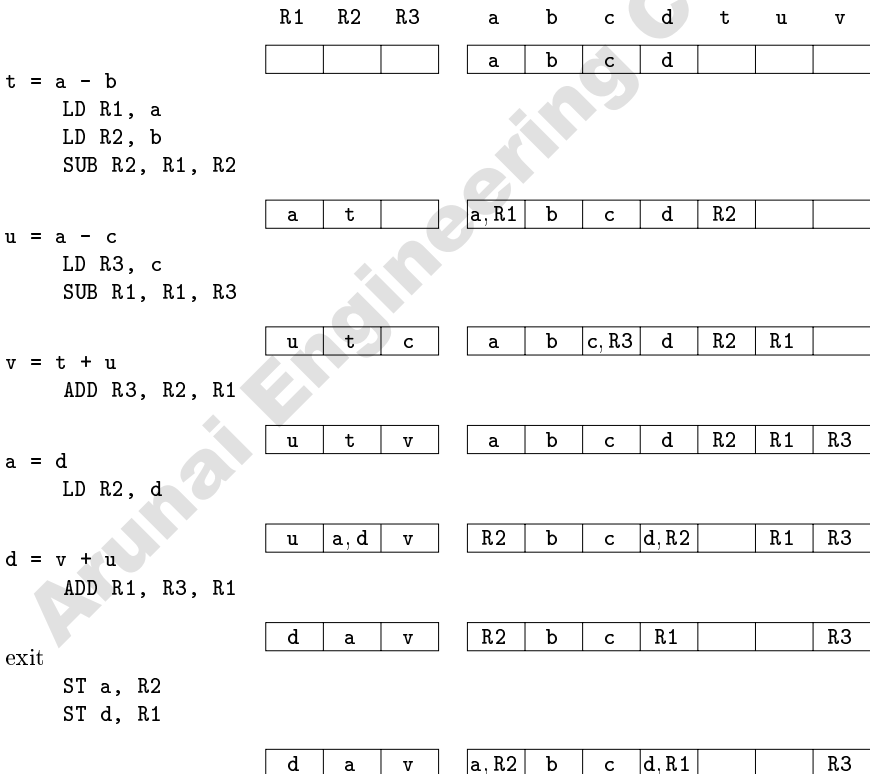 R1 R2 R3 a b c d t u v
a b c d
t = a - b
LD R1, a
LD R2, b
SUB R2, R1, R2
a t a, R1 b c d R2
u = a - c
LD R3, c
SUB R1, R1, R3
u t c a b c, R3 d R2 R1
v = t + u
ADD R3, R2, R1
u t v a b c d R2 R1 R3
a = d
LD R2, d
u a, d v R2 b c d, R2 R1 R3
d = v + u
ADD R1, R3, R1
d a v R2 b c R1 R3
exit
ST a, R2
ST d, R1
d a v a, R2 b c d, R1 R3
Arunai Engineering C